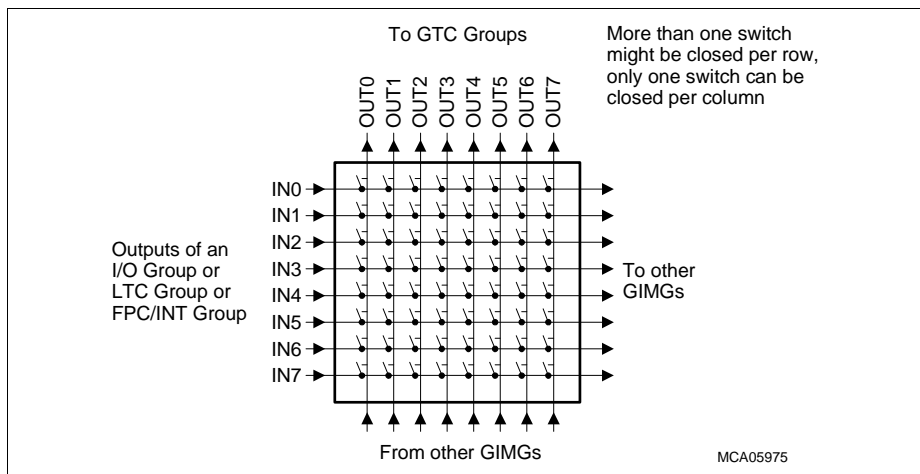 To GTC Groups
More than one switch
might be closed per row,
only one switch can be
closed per column
OUT0
OUT1
OUT2
OUT3
OUT4
OUT5
OUT6
OUT7
IN0
IN1
IN2
IN3
IN4
IN5
IN6
IN7
Outputs of an
I/O Group or
LTC Group or
FPC/INT Group
To other
GIMGs
From other GIMGs
MCA05975